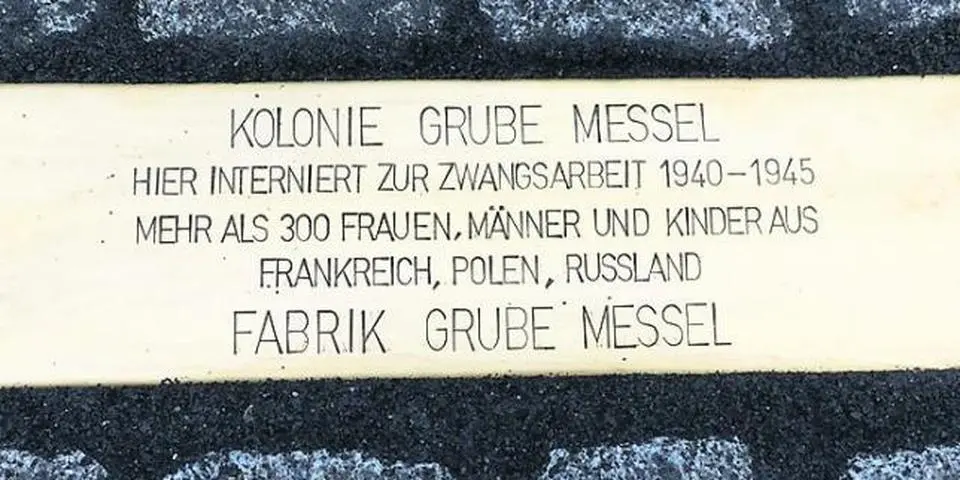 KOLONIE GRUBE MESSEL
HIER INTERNIERT ZUR ZWANGSARBEIT 1940-1945
MEHR ALS 300 FRAUEN, MÄNNER UND KINDER AUS
FRANKREICH, POLEN, RUSSLAND
FABRIK GRUBE MESSEL